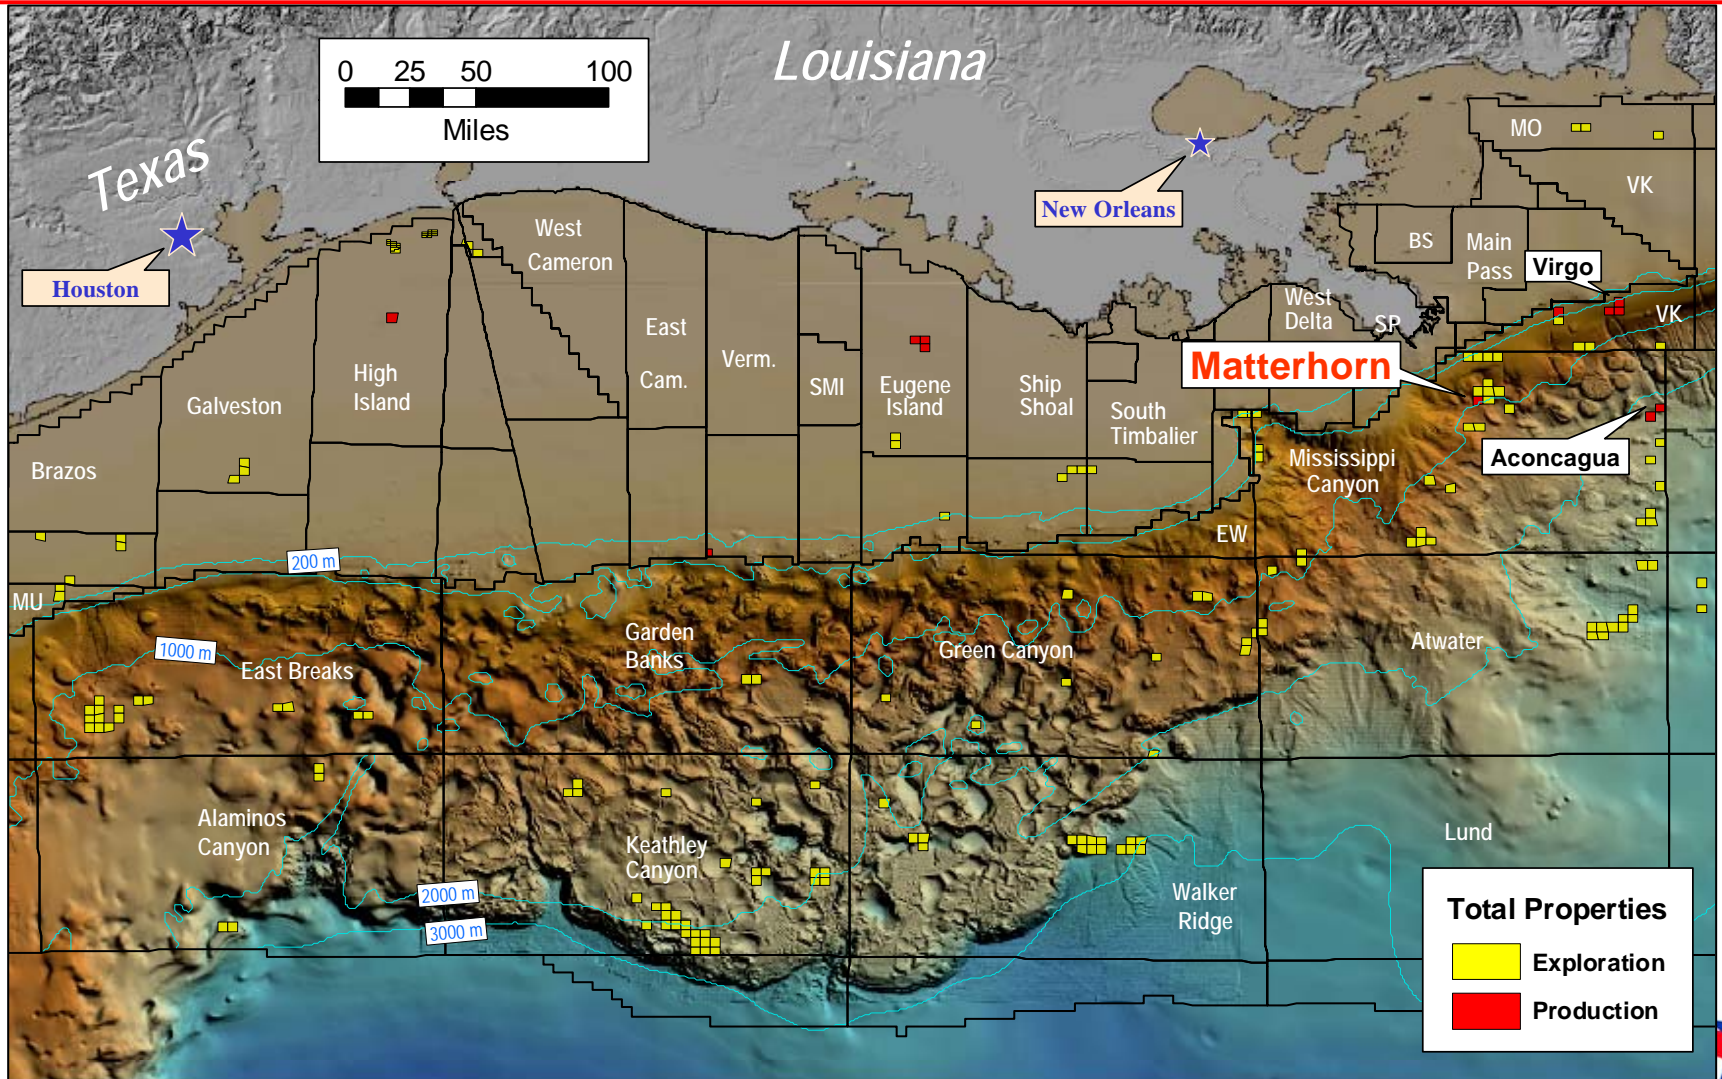 0 25 50 100
Miles
Louisiana
Texas
MO
VK
New Orleans
West
Cameron
BS
Main
Pass
Virgo
Houston
West
Delta
SP
VK
East
Cam.
Verm.
Matterhorn
High
Island
SMI
Eugene
Island
Ship
Shoal
Galveston
South
Timbalier
Brazos
Mississippi
Canyon
Aconcagua
EW
200 m
MU
1000 m
East Breaks
Garden
Banks
Green Canyon
Atwater
Alaminos
Canyon
Keathley
Canyon
Lund
2000 m
3000 m
Walker
Ridge
Total Properties
Exploration
Production